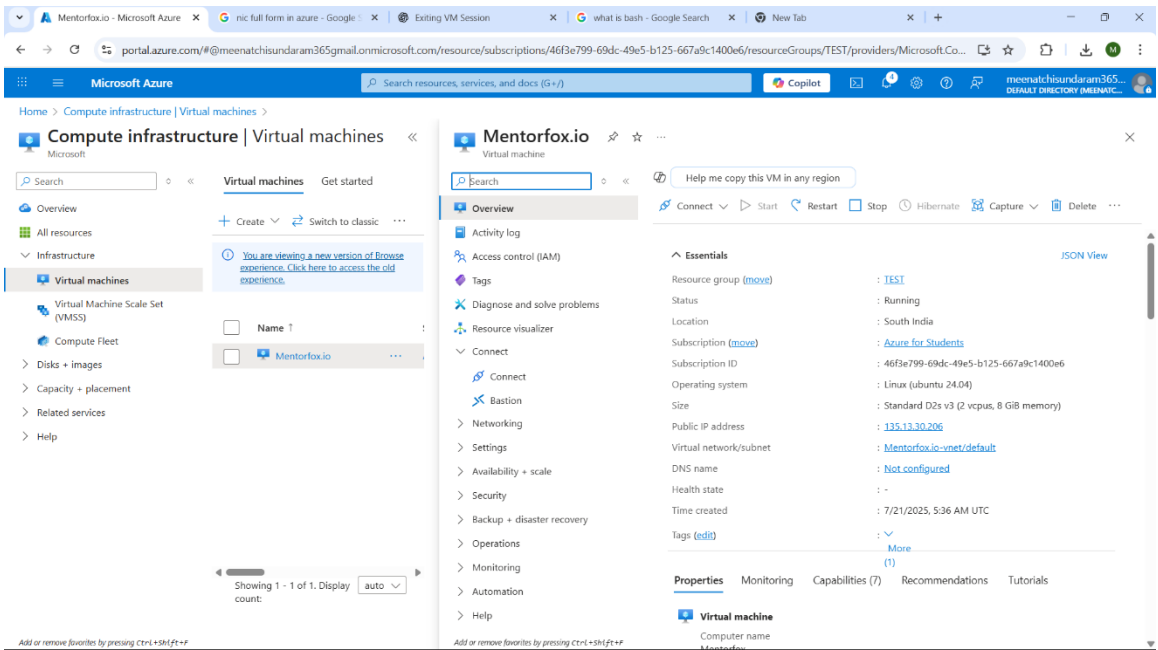 Mentorfox.io - Microsoft Azure
nic full form in azure - Google S
Exiting VM Session
what is bash - Google Search
New Tab
portal.azure.com/#@meenatchisundaram365gmail.onmicrosoft.com/resource/subscriptions/46f3e799-69dc-49e5-b125-667a9c1400e6/resourceGroups/TEST/providers/Microsoft.Co...
M
Microsoft Azure
Search resources, services, and docs (G+/)
Copilot
4
meenatchisundaram365...
DEFAULT DIRECTORY (MEENATC...
Home > Compute infrastructure | Virtual machines >
Compute infrastructure | Virtual machines
Microsoft
Search
Overview
All resources
Infrastructure
Virtual machines
Virtual Machine Scale Set
(VMSS)
Compute Fleet
Disks + images
Capacity + placement
Related services
Help
Add or remove favorites by pressing Ctrl+Shift+F
Virtual machines Get started
Create Switch to classic
You are viewing a new version of Browse
experience. Click here to access the old
experience.
Name ↑
Mentorfox.io
Showing 1 - 1 of 1. Display
count:
auto
Mentorfox.io
Virtual machine
Search
Overview
Activity log
Access control (IAM)
Tags
Diagnose and solve problems
Resource visualizer
Connect
Connect
Bastion
Networking
Settings
Availability + scale
Security
Backup + disaster recovery
Operations
Monitoring
Automation
Help
Add or remove favorites by pressing Ctrl+Shift+F
Help me copy this VM in any region
Connect Start Restart Stop Hibernate Capture Delete
Essentials JSON View
Resource group (move) : TEST
Status : Running
Location : South India
Subscription (move) : Azure for Students
Subscription ID : 46f3e799-69dc-49e5-b125-667a9c1400e6
Operating system : Linux (ubuntu 24.04)
Size : Standard D2s v3 (2 vcpus, 8 GiB memory)
Public IP address : 135.13.30.206
Virtual network/subnet : Mentorfox.io-vnet/default
DNS name : Not configured
Health state : -
Time created : 7/21/2025, 5:36 AM UTC
Tags (edit) :
More
(1)
Properties Monitoring Capabilities (7) Recommendations Tutorials
Virtual machine
Computer name
Mentorfox